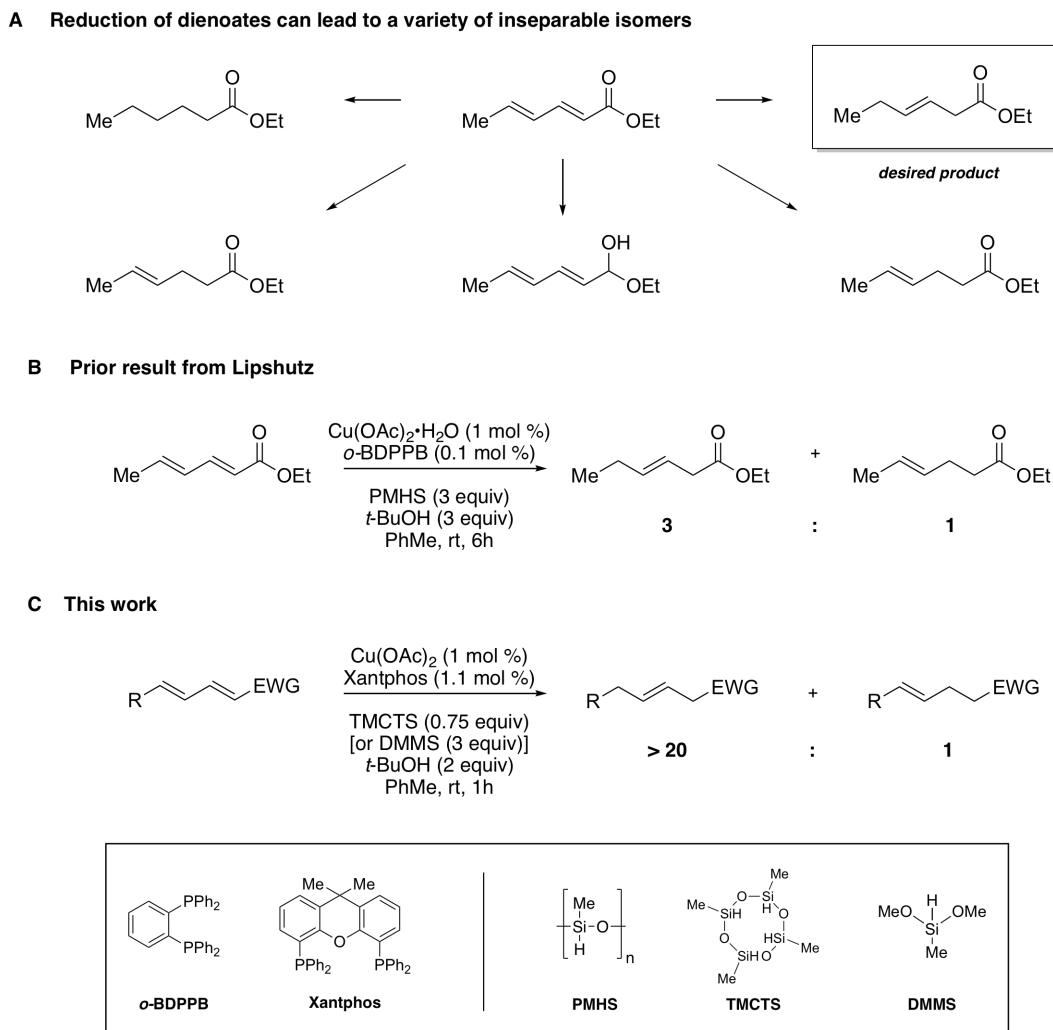 A Reduction of dienoates can lead to a variety of inseparable isomers
Me O OEt
Me O OEt
Me O OEt
desired product
Me O OEt
Me OH OEt
Me O OEt
B Prior result from Lipshutz
Me O OEt
Cu(OAc)2•H2O (1 mol %)
o-BDPPB (0.1 mol %)
PMHS (3 equiv)
t-BuOH (3 equiv)
PhMe, rt, 6h
Me O OEt
+
Me O OEt
3 : 1
C This work
R EWG
Cu(OAc)2 (1 mol %)
Xantphos (1.1 mol %)
TMCTS (0.75 equiv)
[or DMMS (3 equiv)]
t-BuOH (2 equiv)
PhMe, rt, 1h
R EWG
+
R EWG
> 20 : 1
PPh2
PPh2
o-BDPPB
Me Me
O
PPh2 PPh2
Xantphos
Me
Si O
H n
PMHS
Me
O Si
H
Me SiH O
O HSi Me
SiH O
Me
TMCTS
H
MeO OMe
Si
Me
DMMS